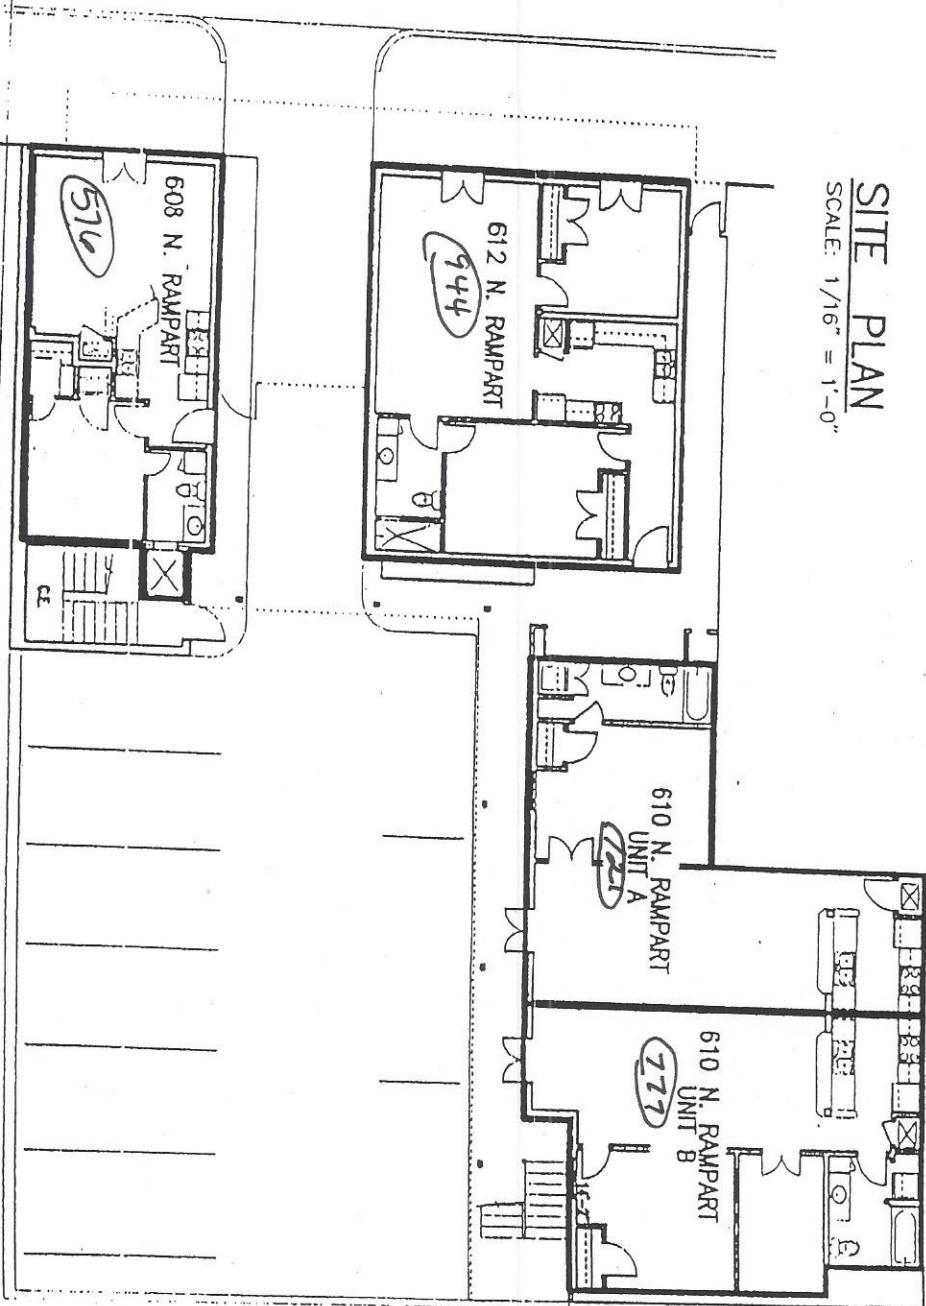 SITE PLAN
SCALE: 1/16" = 1'-0"
612 N. RAMPART
944
608 N. RAMPART
576
610 N. RAMPART
UNIT A
610 N. RAMPART
UNIT B
777